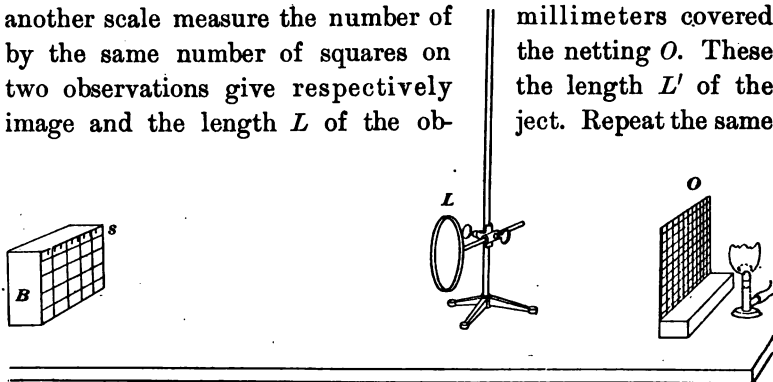 another scale measure the number of millimeters covered
by the same number of squares on the netting O. These
two observations give respectively the length L' of the
image and the length L of the ob- ject. Repeat the same
O
L
s
B